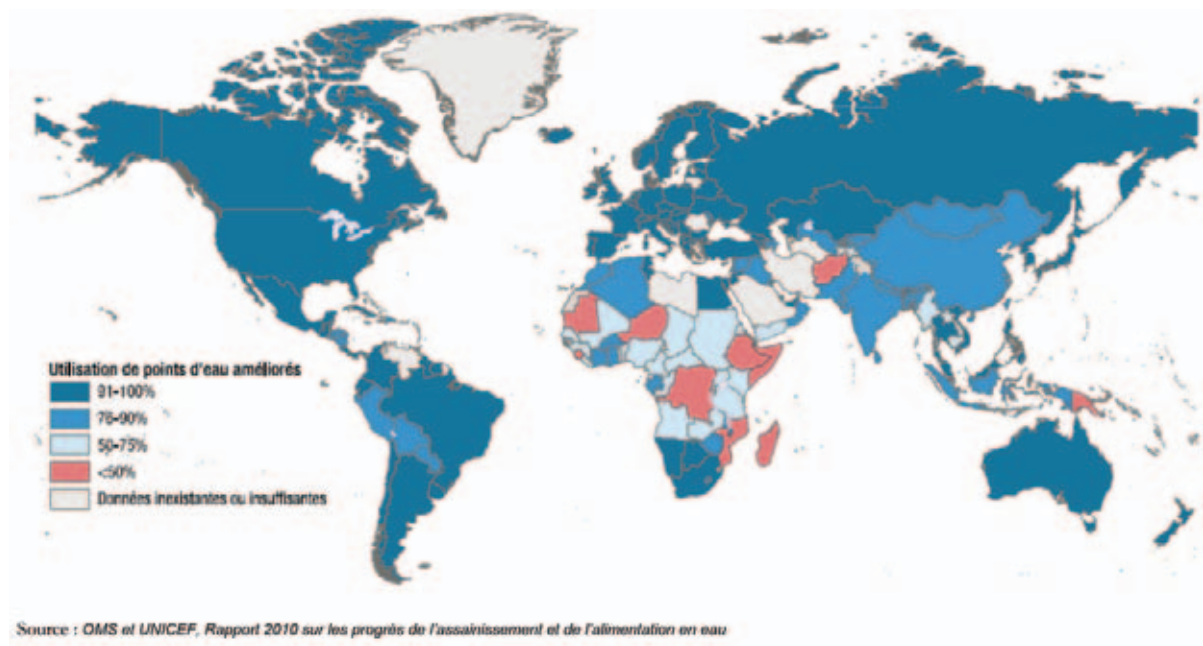 Utilisation de points d'eau améliorés
91-100%
76-90%
50-75%
<50%
Données inexistantes ou insuffisantes
Source : OMS et UNICEF, Rapport 2010 sur les progrès de l'assainissement et de l'alimentation en eau